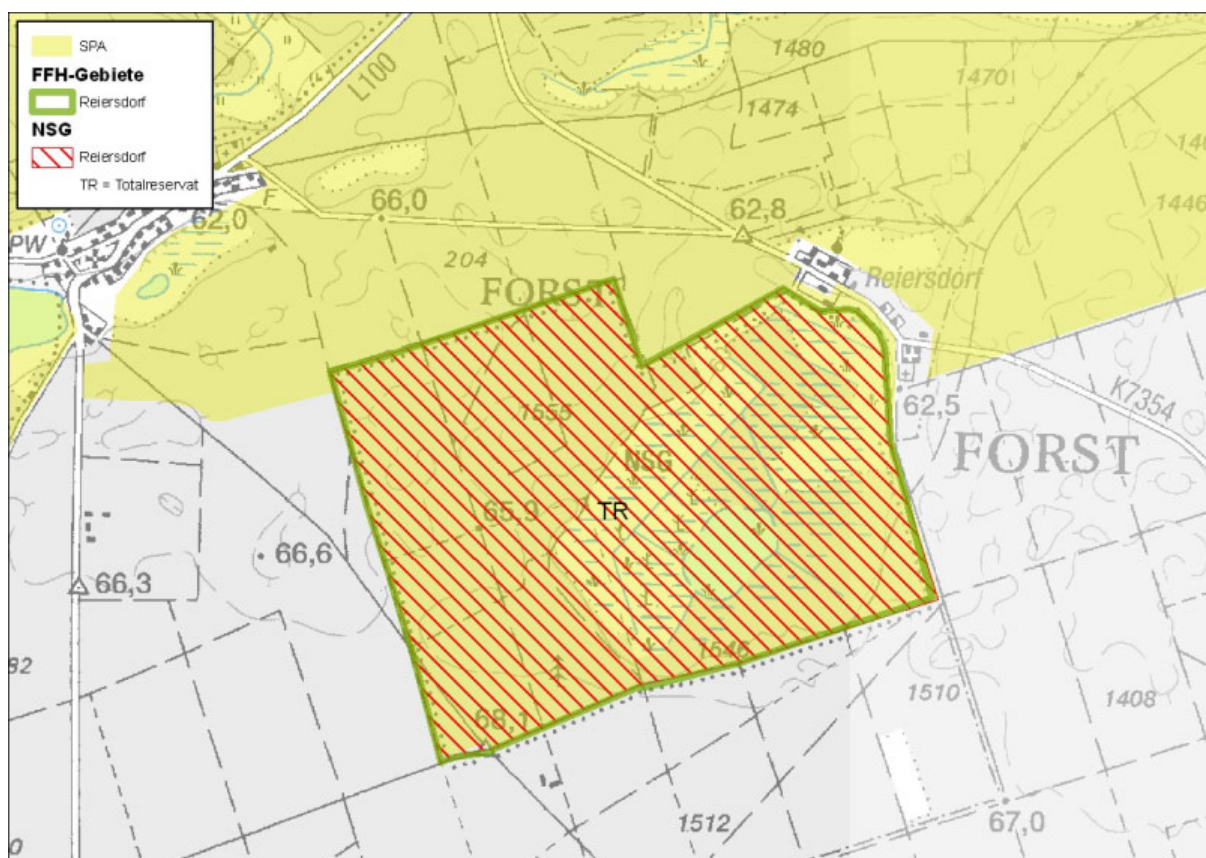 SPA
FFH-Gebiete
Reiersdorf
NSG
Reiersdorf
TR = Totalreservat
L100
1480
1470
1474
1446
F
66,0
62,0
62,8
PW
204
FORST
Reiersdorf
K7354
62,5
1555
FORST
NSG
65,9
TR
66,6
66,3
1546
82
1510
1408
68,1
1512
67,0
0